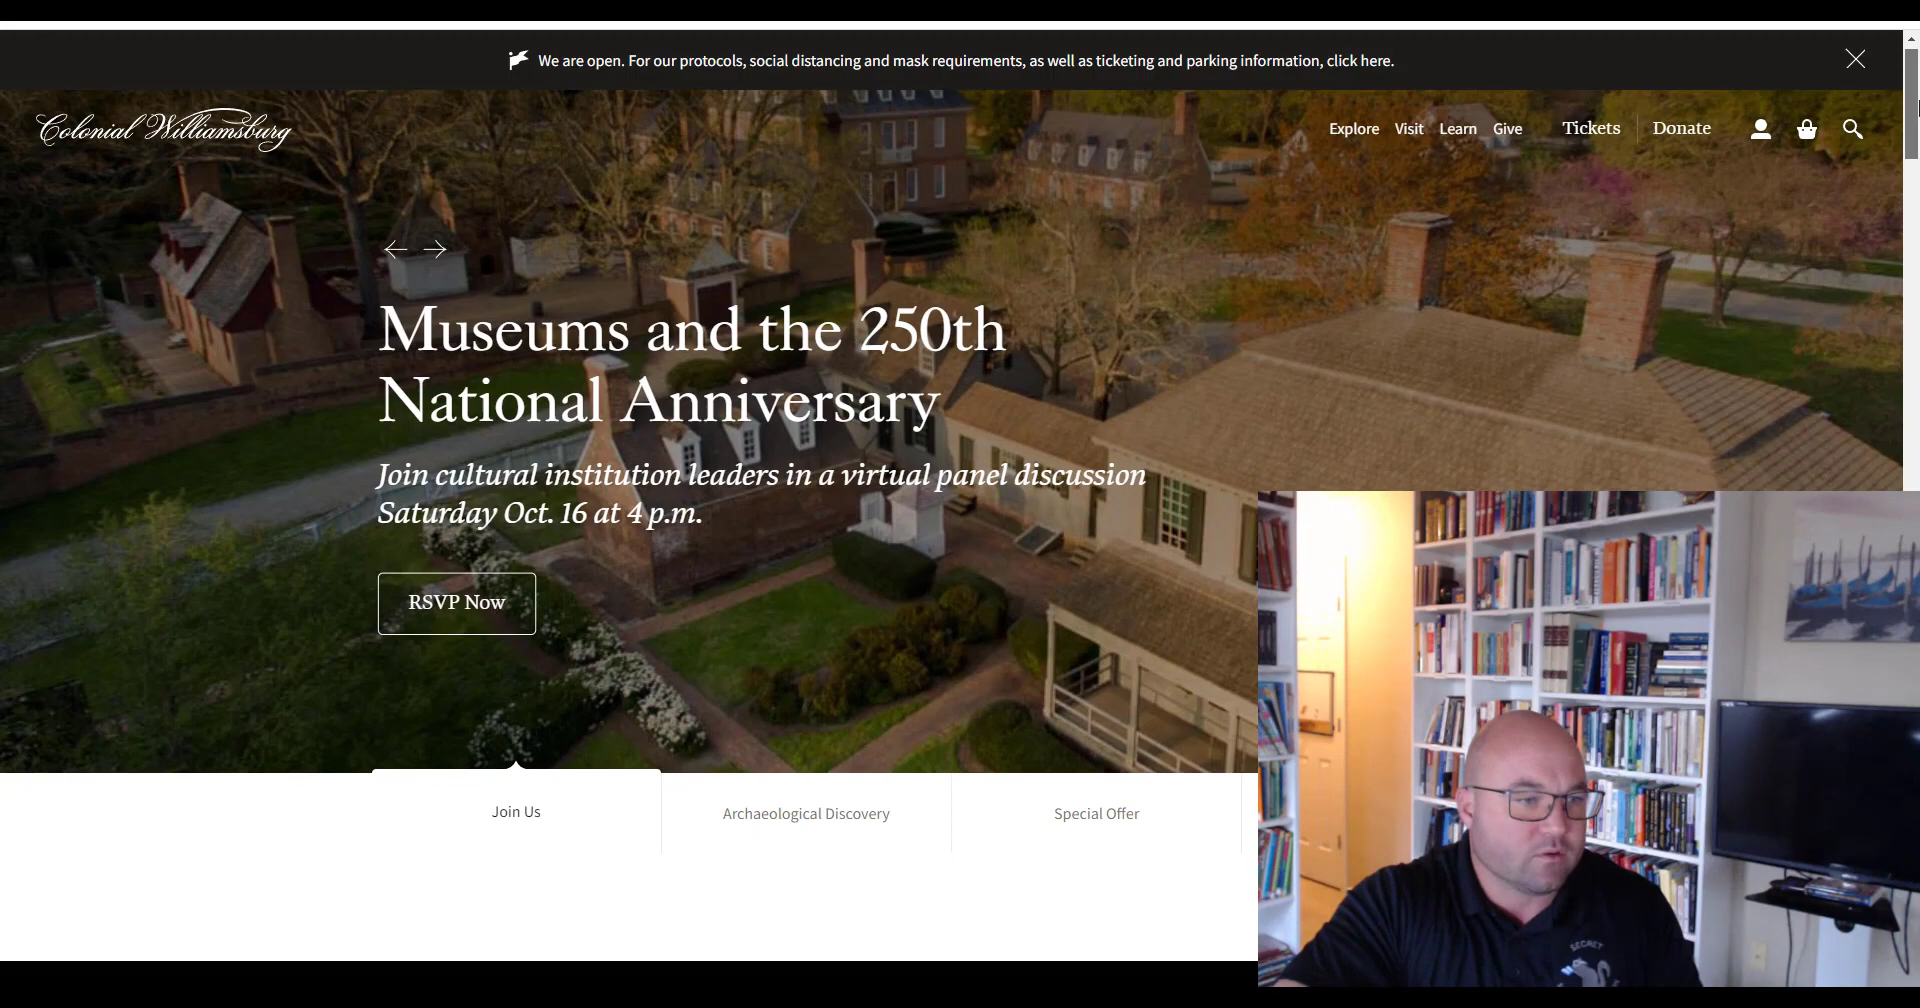 We are open. For our protocols, social distancing and mask requirements, as well as ticketing and parking information, click here.
Colonial Williamsburg
Explore Visit Learn Give Tickets Donate
Museums and the 250th
National Anniversary
Join cultural institution leaders in a virtual panel discussion
Saturday Oct. 16 at 4 p.m.
RSVP Now
Join Us
Archaeological Discovery
Special Offer
SECRET